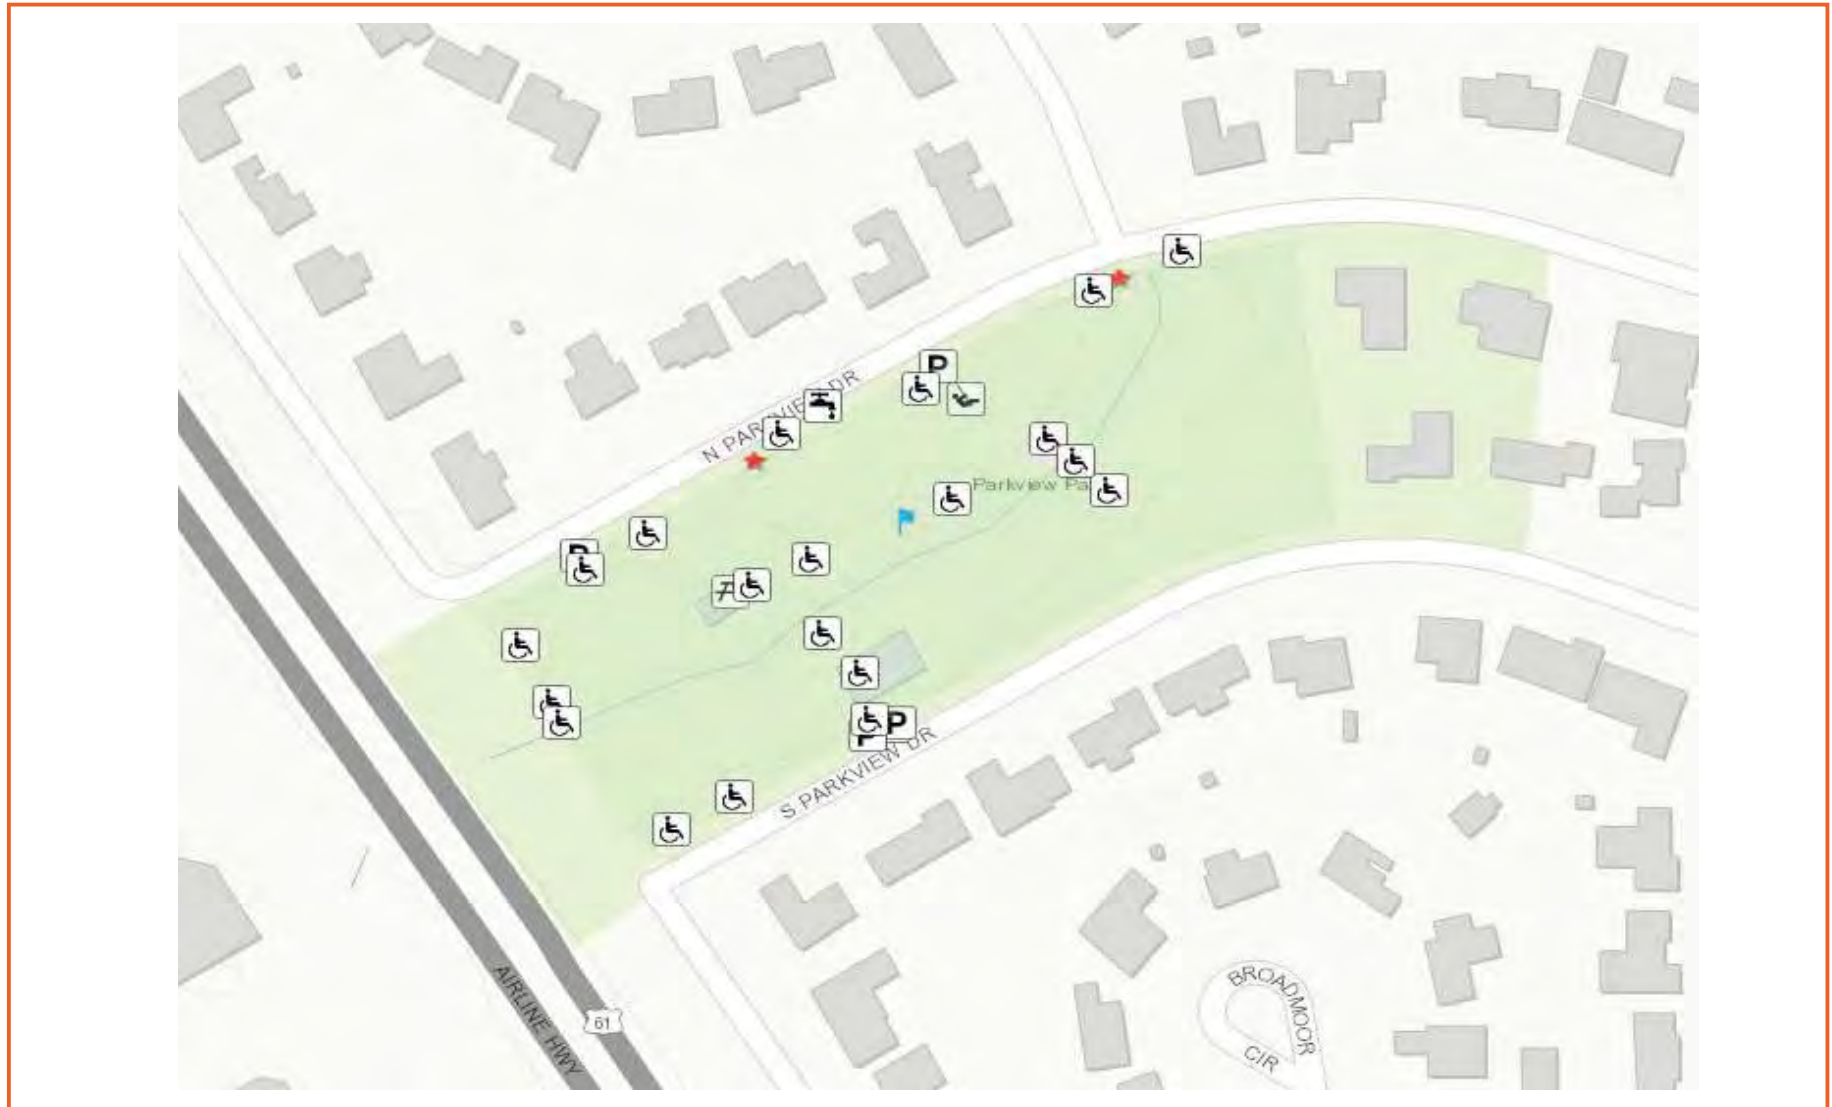 P
N PARKVIEW DR
Parkview Pa
P
P
S PARKVIEW DR
AIRLINE HWY
61
BROADMOOR
CIR